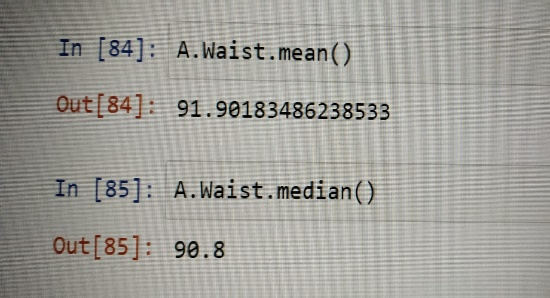 In [84]: A.Waist.mean()
Out[84]: 91.90183486238533
In [85]: A.Waist.median()
Out[85]: 90.8